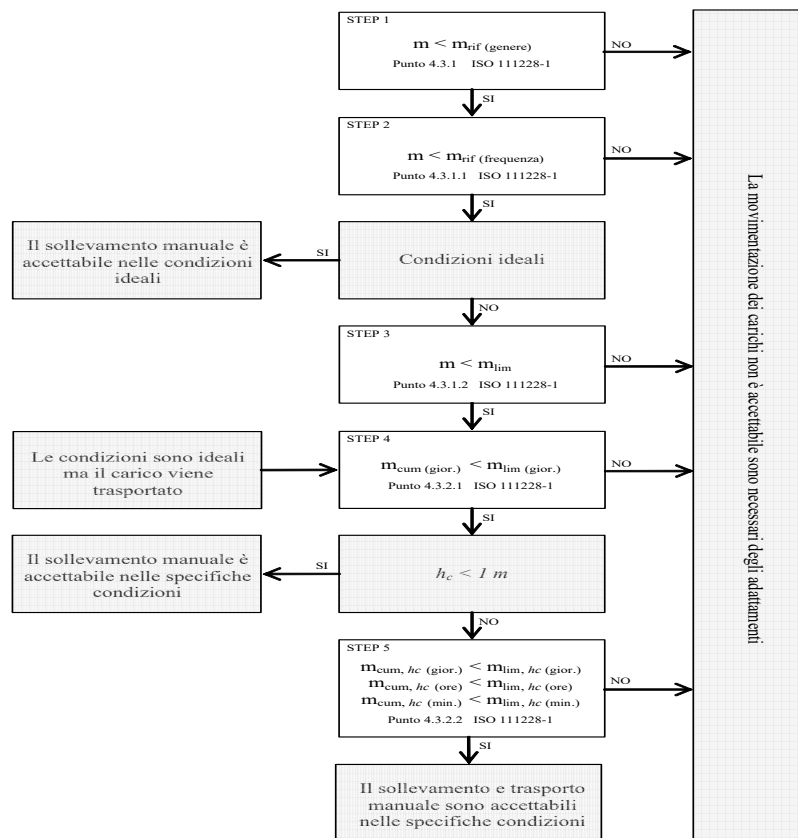 STEP 1
m < mrif (genere)
Punto 4.3.1 ISO 111228-1
NO
SI
STEP 2
m < mrif (frequenza)
Punto 4.3.1.1 ISO 111228-1
NO
SI
Il sollevamento manuale è
accettabile nelle condizioni
ideali
SI
Condizioni ideali
NO
STEP 3
m < mlim
Punto 4.3.1.2 ISO 111228-1
NO
SI
Le condizioni sono ideali
ma il carico viene
trasportato
STEP 4
mcum (gior.) < mlim (gior.)
Punto 4.3.2.1 ISO 111228-1
NO
SI
Il sollevamento manuale è
accettabile nelle specifiche
condizioni
SI
hc < 1 m
NO
STEP 5
mcum, hc (gior.) < mlim, hc (gior.)
mcum, hc (ore) < mlim, hc (ore)
mcum, hc (min.) < mlim, hc (min.)
Punto 4.3.2.2 ISO 111228-1
NO
SI
Il sollevamento e trasporto
manuale sono accettabili
nelle specifiche condizioni
La movimentazione dei carichi non è accettabile sono necessari degli adattamenti